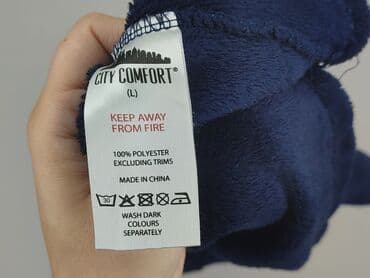 CITY COMFORT®
(L)
KEEP AWAY
FROM FIRE
100% POLYESTER
EXCLUDING TRIMS
MADE IN CHINA
30
WASH DARK
COLOURS
SEPARATELY